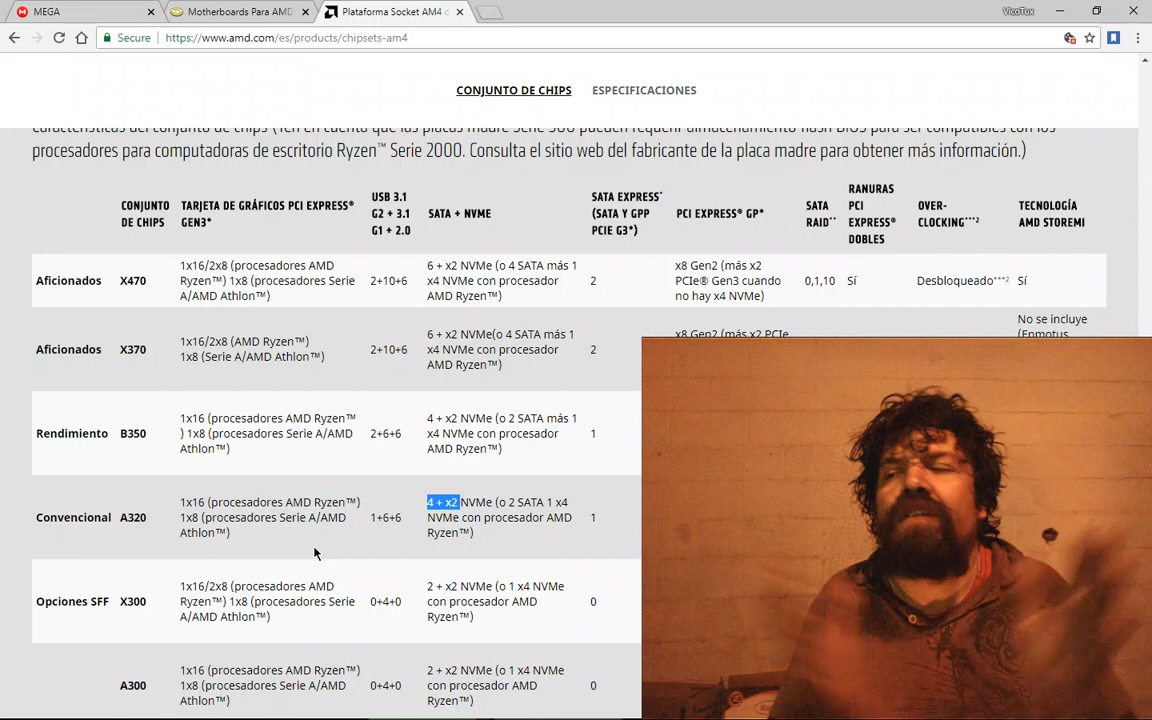 MEGA
Motherboards Para AMD
Plataforma Socket AM4 d
VicoTux
Secure
https://www.amd.com/es/products/chipsets-am4
CONJUNTO DE CHIPS
ESPECIFICACIONES
procesadores para computadoras de escritorio Ryzen™ Serie 2000. Consulta el sitio web del fabricante de la placa madre para obtener más información.)
CONJUNTO
DE CHIPS
TARJETA DE GRÁFICOS PCI EXPRESS®
GEN3*
USB 3.1
G2 + 3.1
G1 + 2.0
SATA + NVME
SATA EXPRESS*
(SATA Y GPP
PCIE G3*)
PCI EXPRESS® GP*
SATA
RAID**
RANURAS
PCI
EXPRESS®
DOBLES
OVER-
CLOCKING***2
TECNOLOGÍA
AMD STOREMI
Aficionados
X470
1x16/2x8 (procesadores AMD
Ryzen™) 1x8 (procesadores Serie
A/AMD Athlon™)
2+10+6
6 + x2 NVMe (o 4 SATA más 1
x4 NVMe con procesador
AMD Ryzen™)
2
x8 Gen2 (más x2
PCIe® Gen3 cuando
no hay x4 NVMe)
0,1,10
Sí
Desbloqueado***2
Sí
Aficionados
X370
1x16/2x8 (AMD Ryzen™)
1x8 (Serie A/AMD Athlon™)
2+10+6
6 + x2 NVMe(o 4 SATA más 1
x4 NVMe con procesador
AMD Ryzen™)
2
x8 Gen2 (más x2 PCIe
No se incluye
(Enmotus
Rendimiento
B350
1x16 (procesadores AMD Ryzen™
) 1x8 (procesadores Serie A/AMD
Athlon™)
2+6+6
4 + x2 NVMe (o 2 SATA más 1
x4 NVMe con procesador
AMD Ryzen™)
1
Convencional
A320
1x16 (procesadores AMD Ryzen™)
1x8 (procesadores Serie A/AMD
Athlon™)
1+6+6
4 + x2 NVMe (o 2 SATA 1 x4
NVMe con procesador AMD
Ryzen™)
1
Opciones SFF
X300
1x16/2x8 (procesadores AMD
Ryzen™) 1x8 (procesadores Serie
A/AMD Athlon™)
0+4+0
2 + x2 NVMe (o 1 x4 NVMe
con procesador AMD
Ryzen™)
0
A300
1x16 (procesadores AMD Ryzen™)
1x8 (procesadores Serie A/AMD
Athlon™)
0+4+0
2 + x2 NVMe (o 1 x4 NVMe
con procesador AMD
Ryzen™)
0